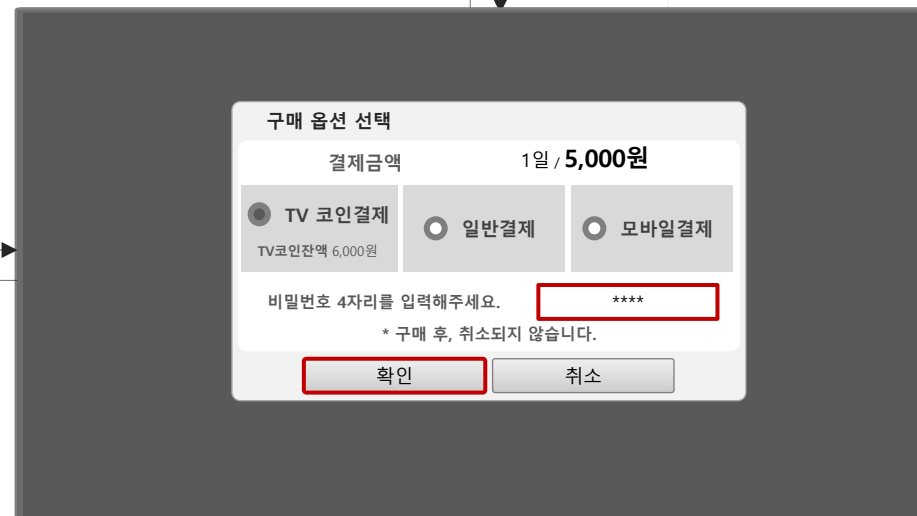 구매 옵션 선택
결제금액 1일 / 5,000원
TV 코인결제 일반결제 모바일결제
TV코인잔액 6,000원
비밀번호 4자리를 입력해주세요. ****
* 구매 후, 취소되지 않습니다.
확인 취소